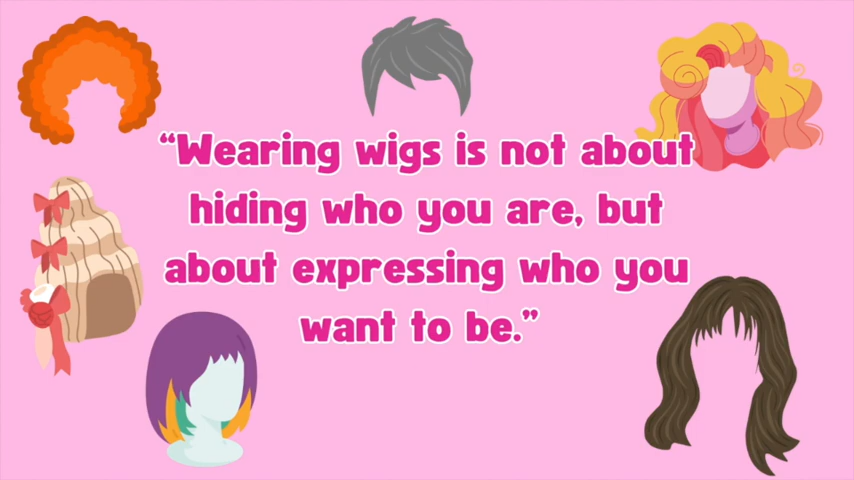 “Wearing wigs is not about
hiding who you are, but
about expressing who you
want to be.”